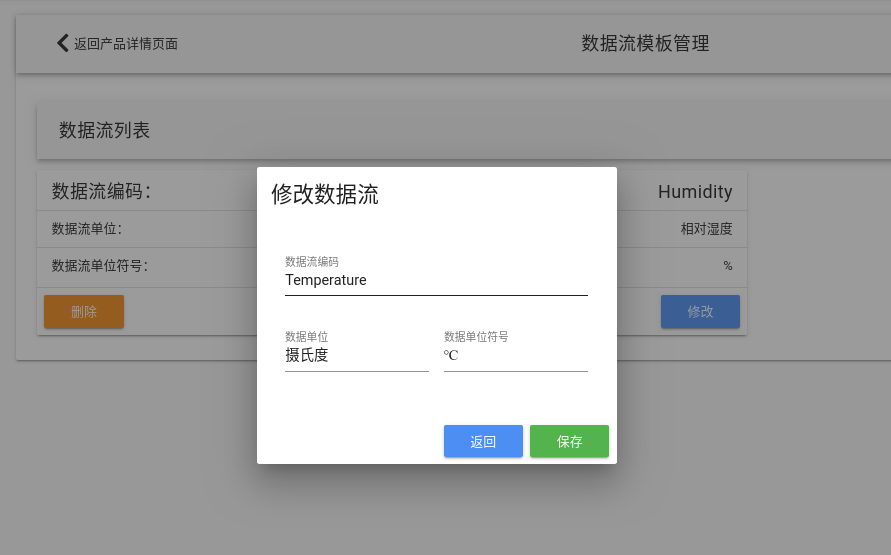 返回产品详情页面
数据流模板管理
数据流列表
数据流编码：
Humidity
数据流单位：
相对湿度
数据流单位符号：
%
删除
修改
修改数据流
数据流编码
Temperature
数据单位
数据单位符号
摄氏度
℃
返回
保存